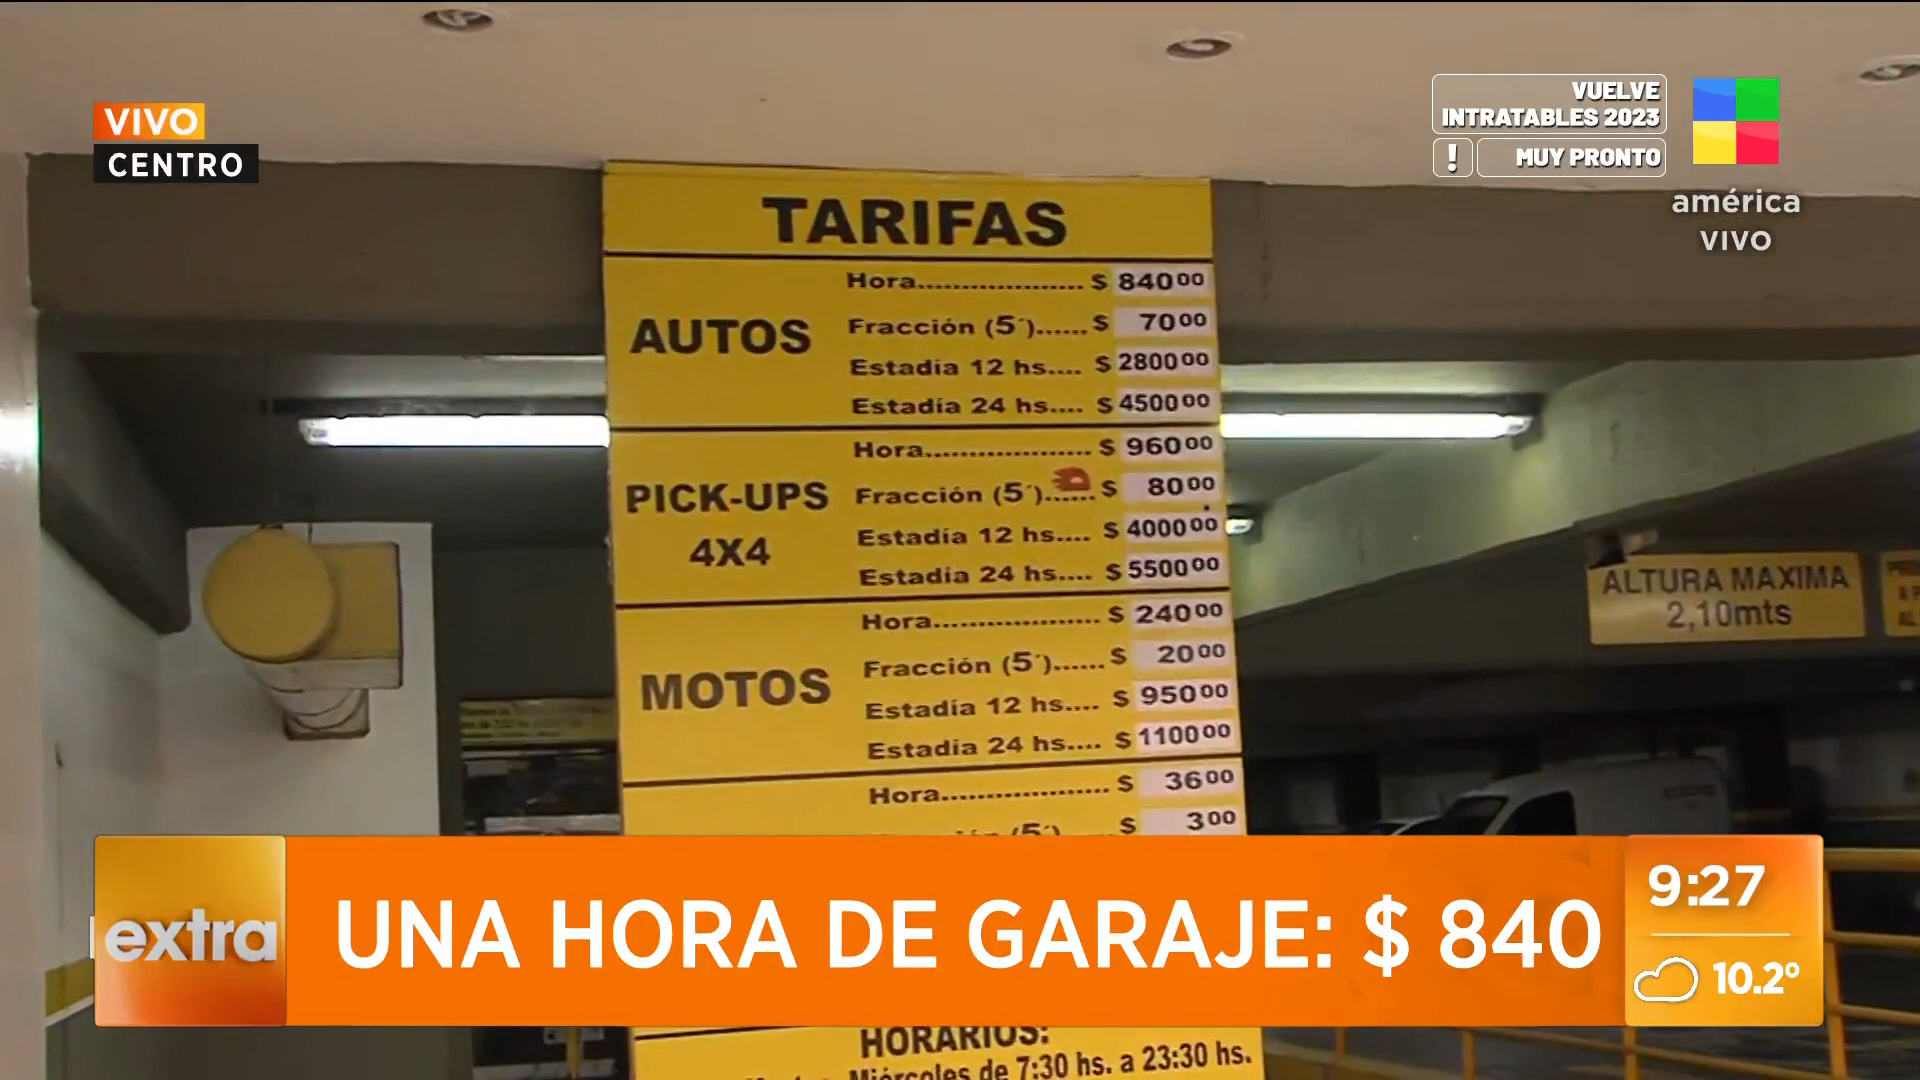 VIVO
CENTRO
VUELVE
INTRATABLES 2023
! MUY PRONTO
américa
VIVO
TARIFAS
AUTOS
Hora................... $ 840⁰⁰
Fracción (5´)...... $ 70⁰⁰
Estadía 12 hs.... $ 2800⁰⁰
Estadía 24 hs.... $ 4500⁰⁰
PICK-UPS
4X4
Hora................... $ 960⁰⁰
Fracción (5´)...... $ 80⁰⁰
Estadía 12 hs.... $ 4000⁰⁰
Estadía 24 hs.... $ 5500⁰⁰
MOTOS
Hora................... $ 240⁰⁰
Fracción (5´)...... $ 20⁰⁰
Estadía 12 hs.... $ 950⁰⁰
Estadía 24 hs.... $ 1100⁰⁰
Hora................... $ 36⁰⁰
$ 3⁰⁰
HORARIOS:
Miércoles de 7:30 hs. a 23:30 hs.
ALTURA MAXIMA
2,10mts
extra
UNA HORA DE GARAJE: $ 840
9:27
10.2°